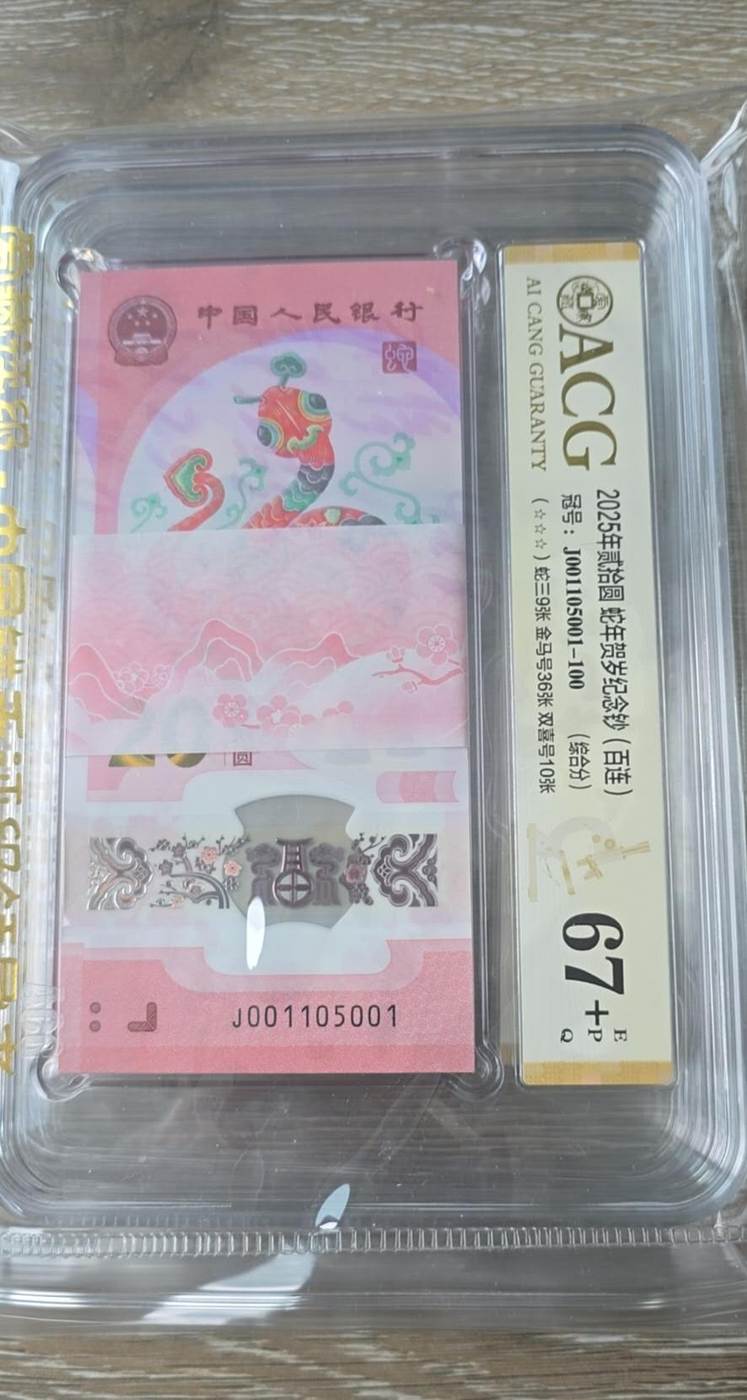 中国人民银行
蛇
圆
J001105001
ACG
AI CANG GUARANTY
2025年贰拾圆 蛇年贺岁纪念钞（百连）
冠号：J001105001-100 （综合分）
（☆☆☆）蛇三9张 金马号36张 双喜号10张
67+
E
P
Q